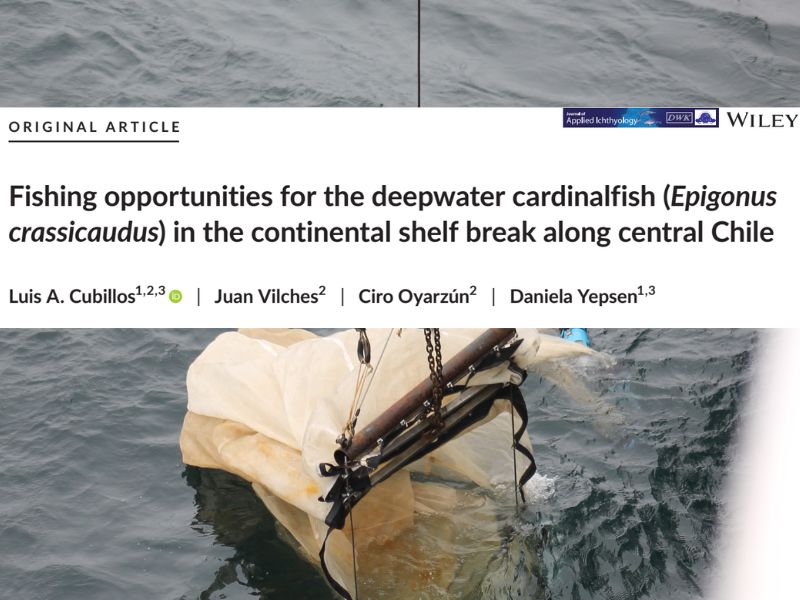 ORIGINAL ARTICLE
Journal of
Applied Ichthyology
DWK
WILEY
Fishing opportunities for the deepwater cardinalfish (Epigonus
crassicaudus) in the continental shelf break along central Chile
Luis A. Cubillos1,2,3 iD | Juan Vilches2 | Ciro Oyarzún2 | Daniela Yepsen1,3